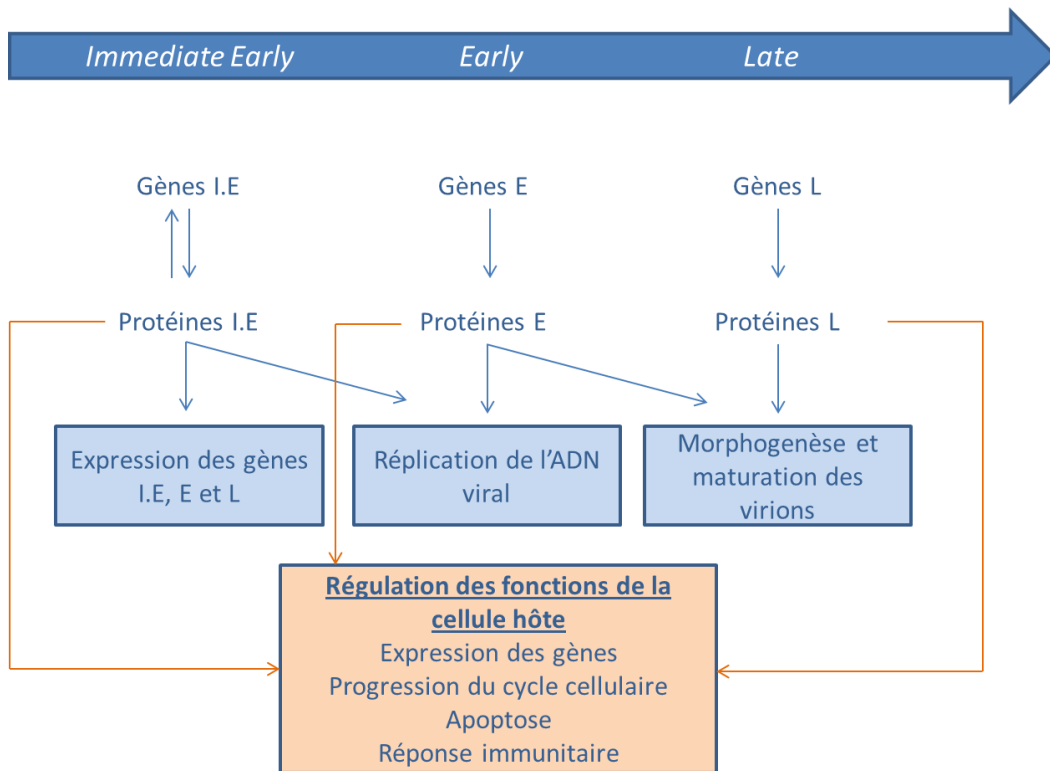 Immediate Early Early Late
Gènes I.E Gènes E Gènes L
Protéines I.E Protéines E Protéines L
Expression des gènes
I.E, E et L
Réplication de l'ADN
viral
Morphogenèse et
maturation des
virions
Régulation des fonctions de la
cellule hôte
Expression des gènes
Progression du cycle cellulaire
Apoptose
Réponse immunitaire